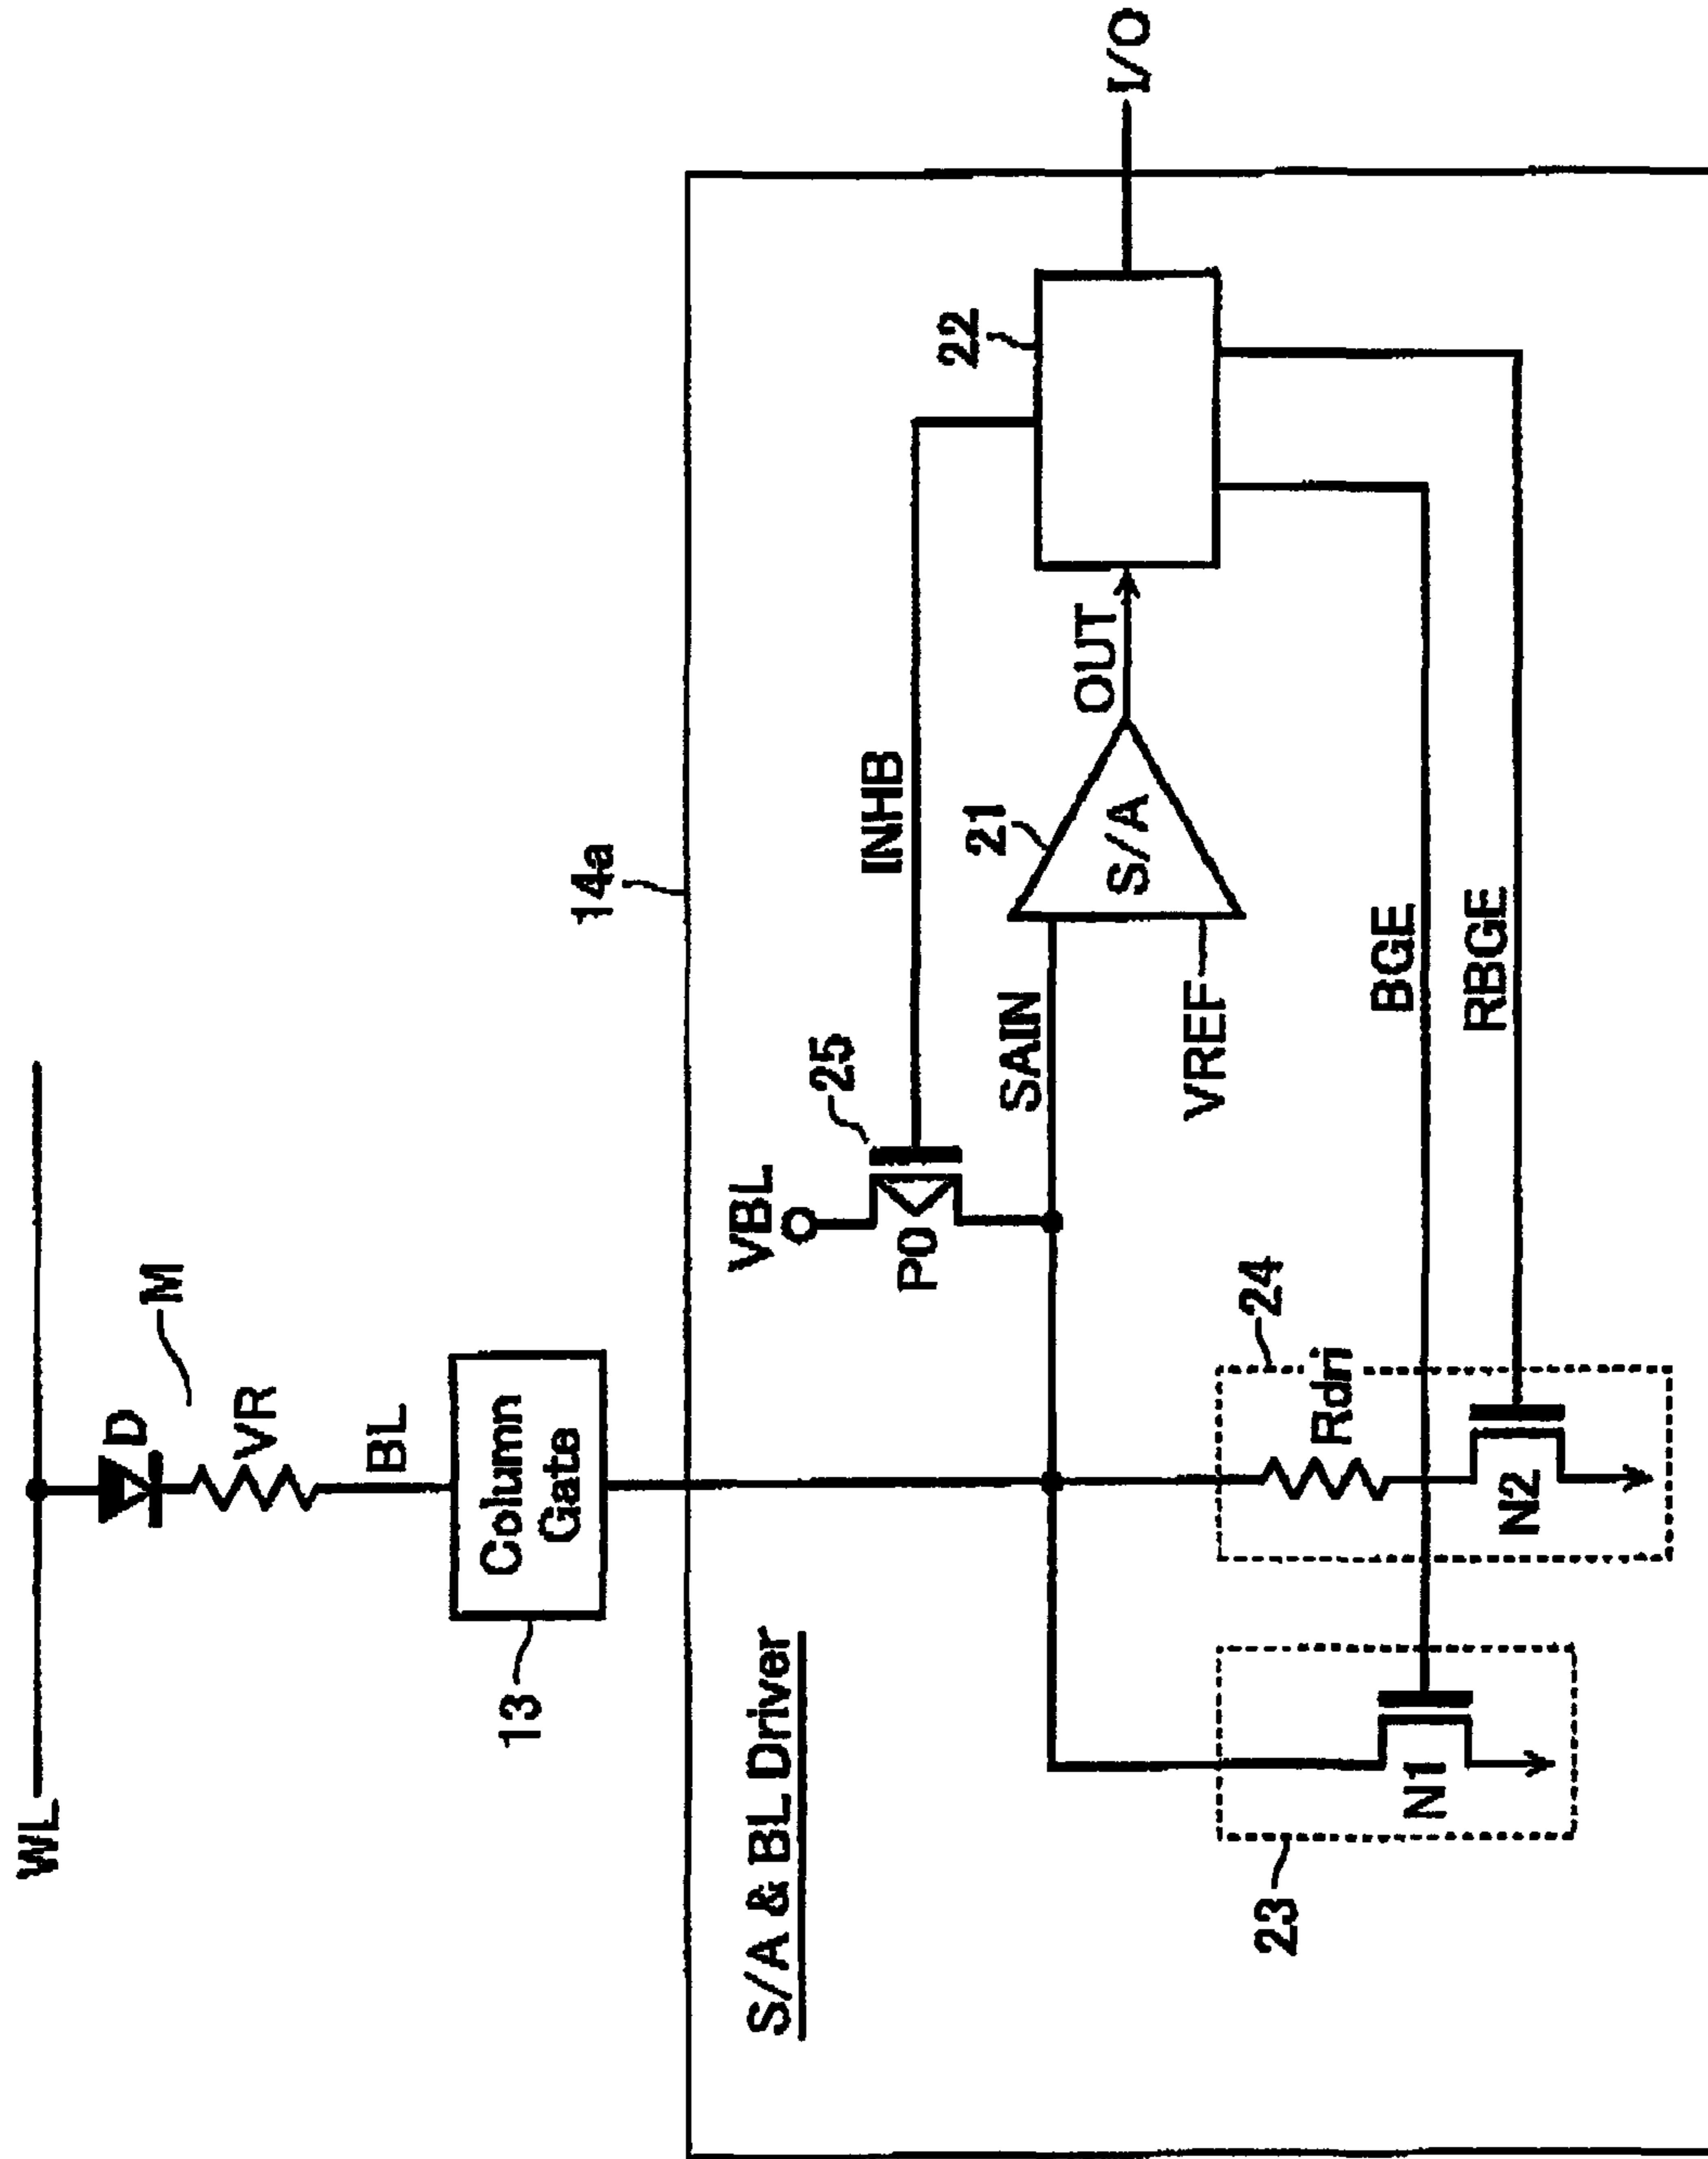 WL
D
M
VR
BL
Column
Gate
13
14a
S/A & BL Driver
VBL
25
P0
INHB
22
SAIN
21
S/A
OUT
I/O
VREF
24
Rdn
BGE
23
N1
RBGE
N2